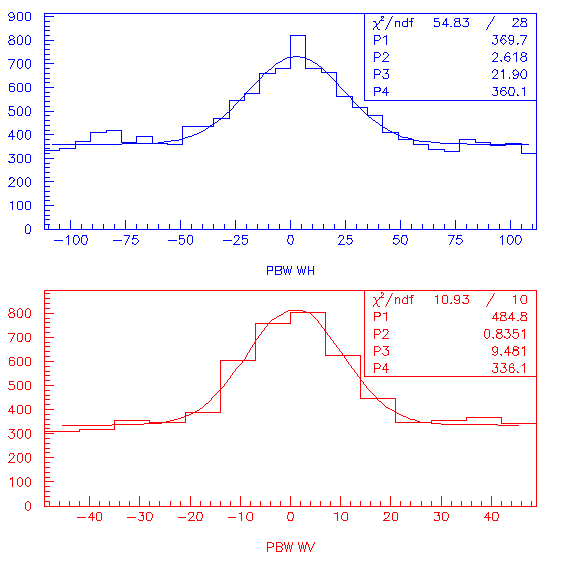 χ²/ndf 54.83 / 28
P1 369.7
P2 2.618
P3 21.90
P4 360.1
900
800
700
600
500
400
300
200
100
0
−100 −75 −50 −25 0 25 50 75 100
PBW WH
χ²/ndf 10.93 / 10
P1 484.8
P2 0.8351
P3 9.481
P4 336.1
800
700
600
500
400
300
200
100
0
−40 −30 −20 −10 0 10 20 30 40
PBW WV